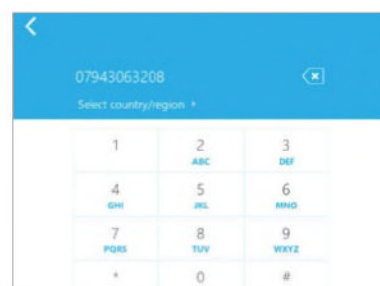 07943063208
Select country/region
1 2 3
ABC DEF
4 5 6
GHI JKL MNO
7 8 9
PQRS TUV WXYZ
* 0 #